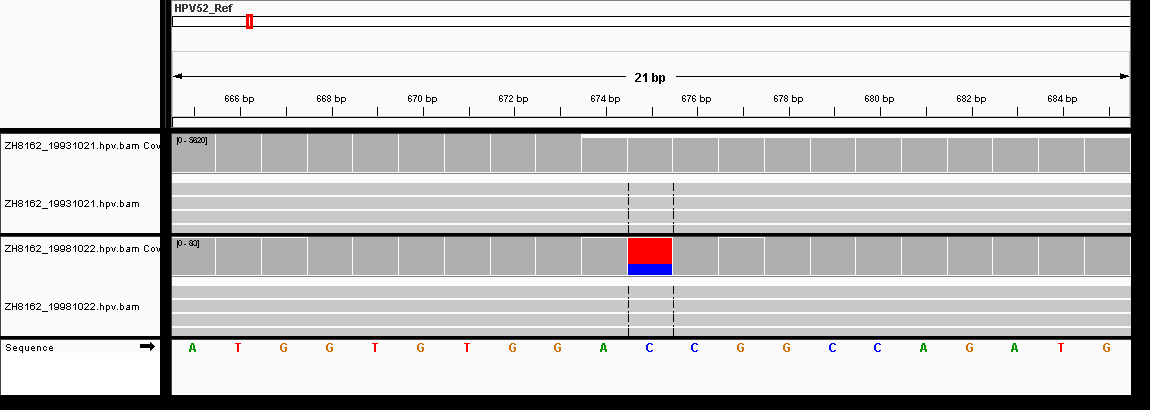 HPV52_Ref
21 bp
666 bp 668 bp 670 bp 672 bp 674 bp 676 bp 678 bp 680 bp 682 bp 684 bp
ZH8162_19931021.hpv.bam Cov
[0 - 5620]
ZH8162_19931021.hpv.bam
ZH8162_19981022.hpv.bam Cov
[0 - 83]
ZH8162_19981022.hpv.bam
Sequence A T G G T G T G G A C C G G C C A G A T G